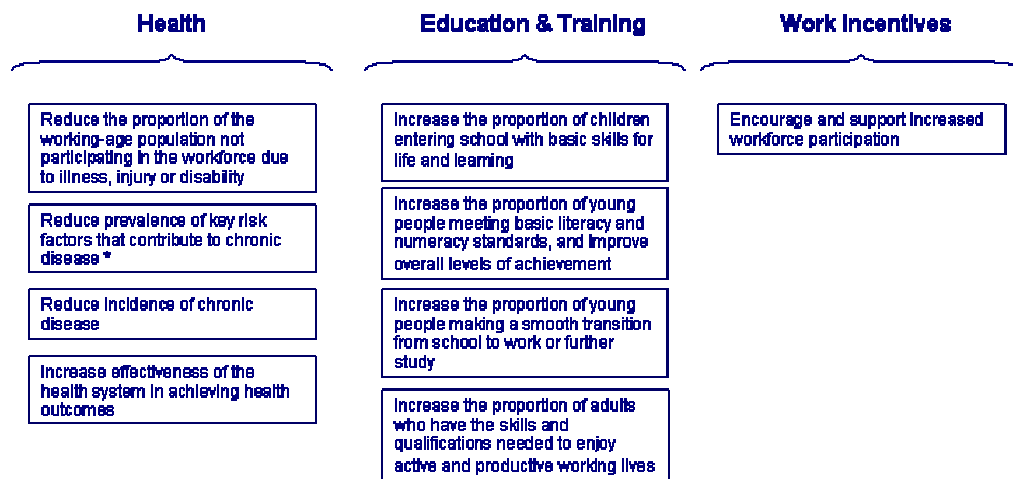 Health
Education & Training
Work Incentives
Reduce the proportion of the
working-age population not
participating in the workforce due
to illness, injury or disability
Reduce prevalence of key risk
factors that contribute to chronic
disease *
Reduce incidence of chronic
disease
Increase effectiveness of the
health system in achieving health
outcomes
Increase the proportion of children
entering school with basic skills for
life and learning
Increase the proportion of young
people meeting basic literacy and
numeracy standards, and improve
overall levels of achievement
Increase the proportion of young
people making a smooth transition
from school to work or further
study
Increase the proportion of adults
who have the skills and
qualifications needed to enjoy
active and productive working lives
Encourage and support increased
workforce participation